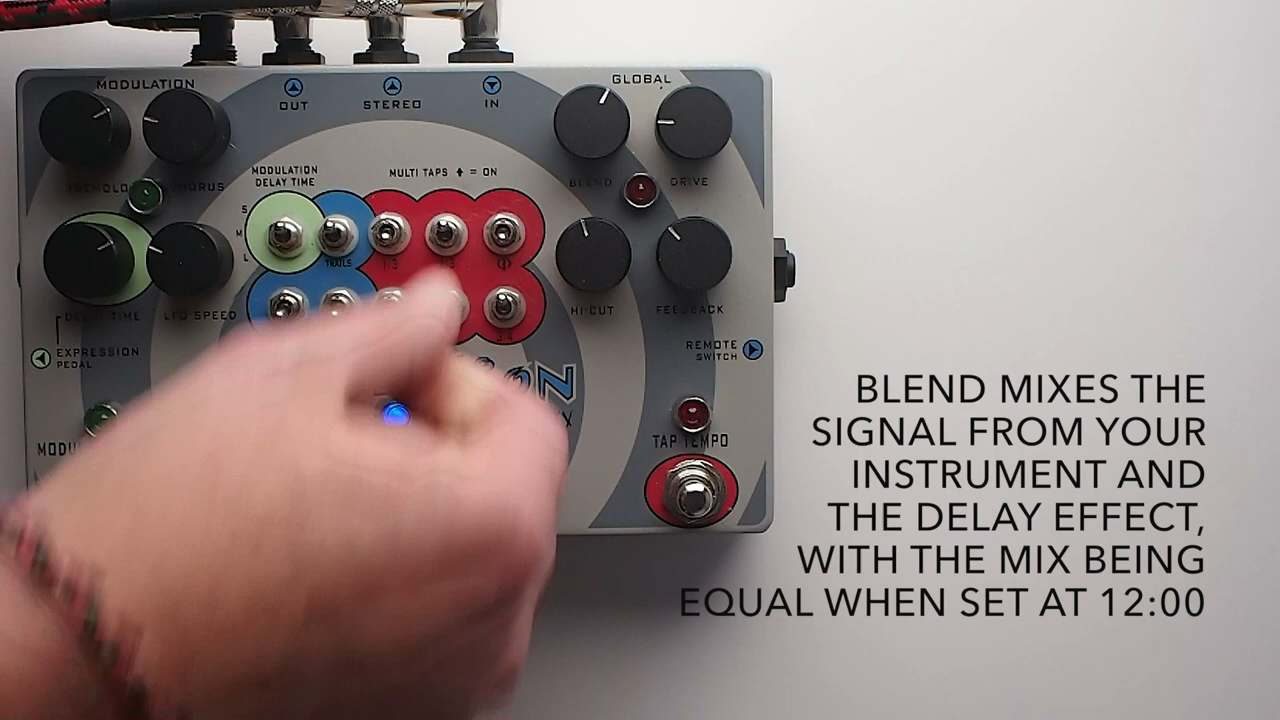 MODULATION
GLOBAL
OUT
STEREO
IN
MODULATION
DELAY TIME
MULTI TAPS = ON
TREMOLO
CHORUS
BLEND
DRIVE
S
M
L
TRAILS
1/3
Φ
DELAY TIME
LFO SPEED
HI-CUT
FEEDBACK
3/4
EXPRESSION
PEDAL
REMOTE
SWITCH
TAP TEMPO
BLEND MIXES THE
SIGNAL FROM YOUR
INSTRUMENT AND
THE DELAY EFFECT,
WITH THE MIX BEING
EQUAL WHEN SET AT 12:00